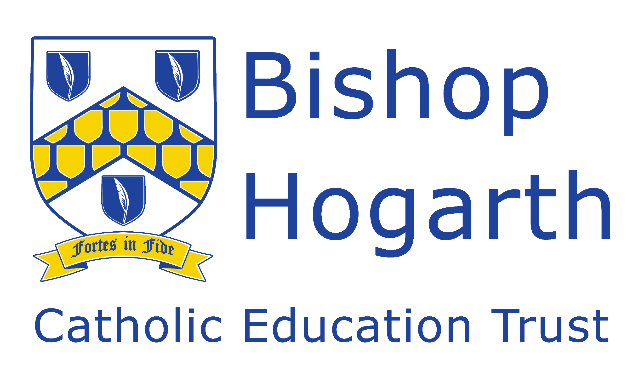 Bishop
Hogarth
Fortes in Fide
Catholic Education Trust